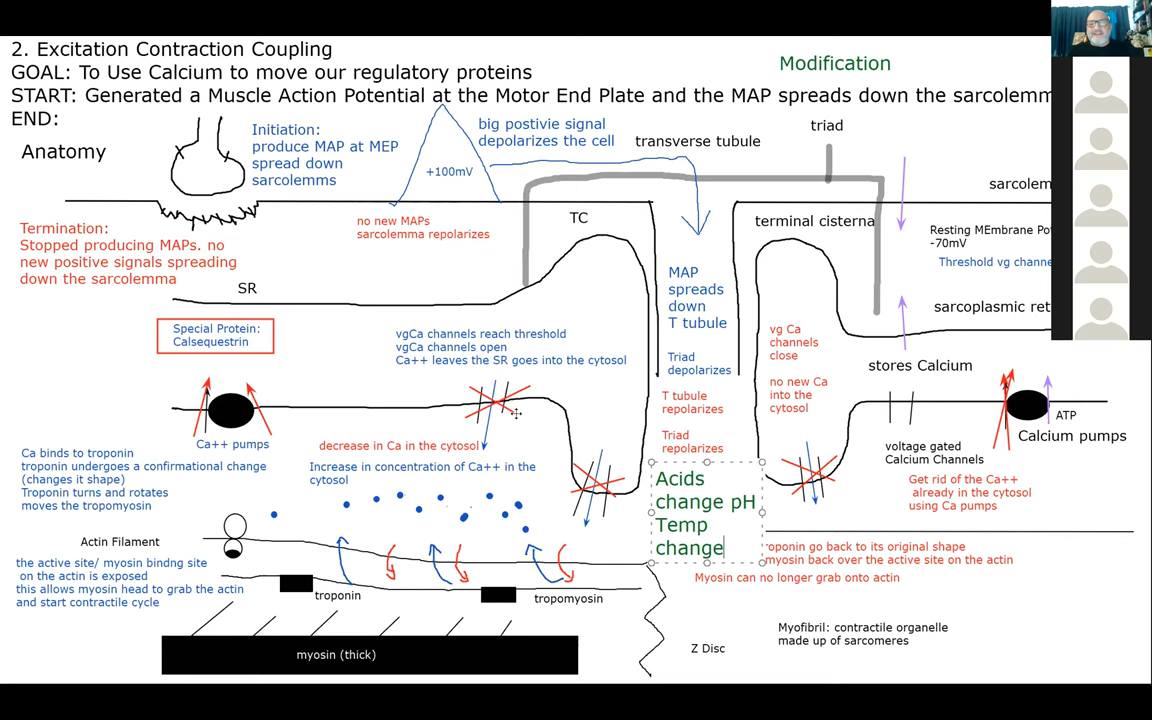 2. Excitation Contraction Coupling
GOAL: To Use Calcium to move our regulatory proteins
START: Generated a Muscle Action Potential at the Motor End Plate and the MAP spreads down the sarcolemm
END:
Modification
Anatomy
Initiation:
produce MAP at MEP
spread down
sarcolemms
+100mV
big postivie signal
depolarizes the cell
transverse tubule
triad
sarcolem
Termination:
Stopped producing MAPs. no
new positive signals spreading
down the sarcolemma
no new MAPs
sarcolemma repolarizes
TC
terminal cisterna
Resting MEmbrane Po
-70mV
Threshold vg channe
SR
MAP
spreads
down
T tubule
sarcoplasmic ret
Special Protein:
Calsequestrin
vgCa channels reach threshold
vgCa channels open
Ca++ leaves the SR goes into the cytosol
vg Ca
channels
close
Triad
depolarizes
stores Calcium
no new Ca
into the
cytosol
T tubule
repolarizes
Triad
repolarizes
Ca++ pumps
ATP
Calcium pumps
decrease in Ca in the cytosol
voltage gated
Calcium Channels
Ca binds to troponin
troponin undergoes a confirmational change
(changes it shape)
Troponin turns and rotates
moves the tropomyosin
Increase in concentration of Ca++ in the
cytosol
Acids
change pH
Temp
change
Get rid of the Ca++
already in the cytosol
using Ca pumps
Actin Filament
the active site/ myosin bindng site
on the actin is exposed
this allows myosin head to grab the actin
and start contractile cycle
troponin
tropomyosin
roponin go back to its original shape
myosin back over the active site on the actin
Myosin can no longer grab onto actin
myosin (thick)
Z Disc
Myofibril: contractile organelle
made up of sarcomeres